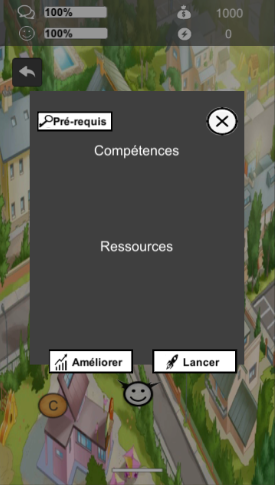 100% 1000
100% 0
Pré-requis
Compétences
Ressources
Améliorer Lancer
C